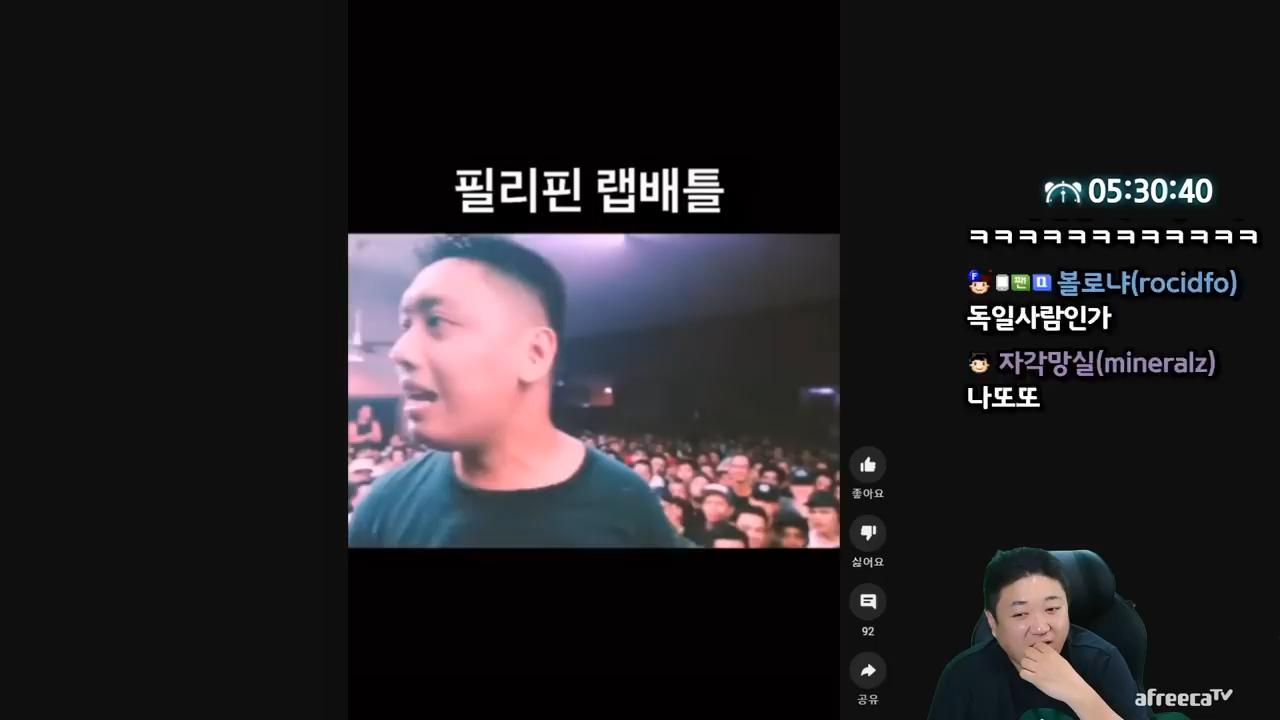 필리핀 랩배틀
05:30:40
ㅋㅋㅋㅋㅋㅋㅋㅋㅋㅋㅋㅋ
볼로냐(rocidfo)
독일사람인가
자각망실(mineralz)
나또또
좋아요
싫어요
92
공유
afreecaTV